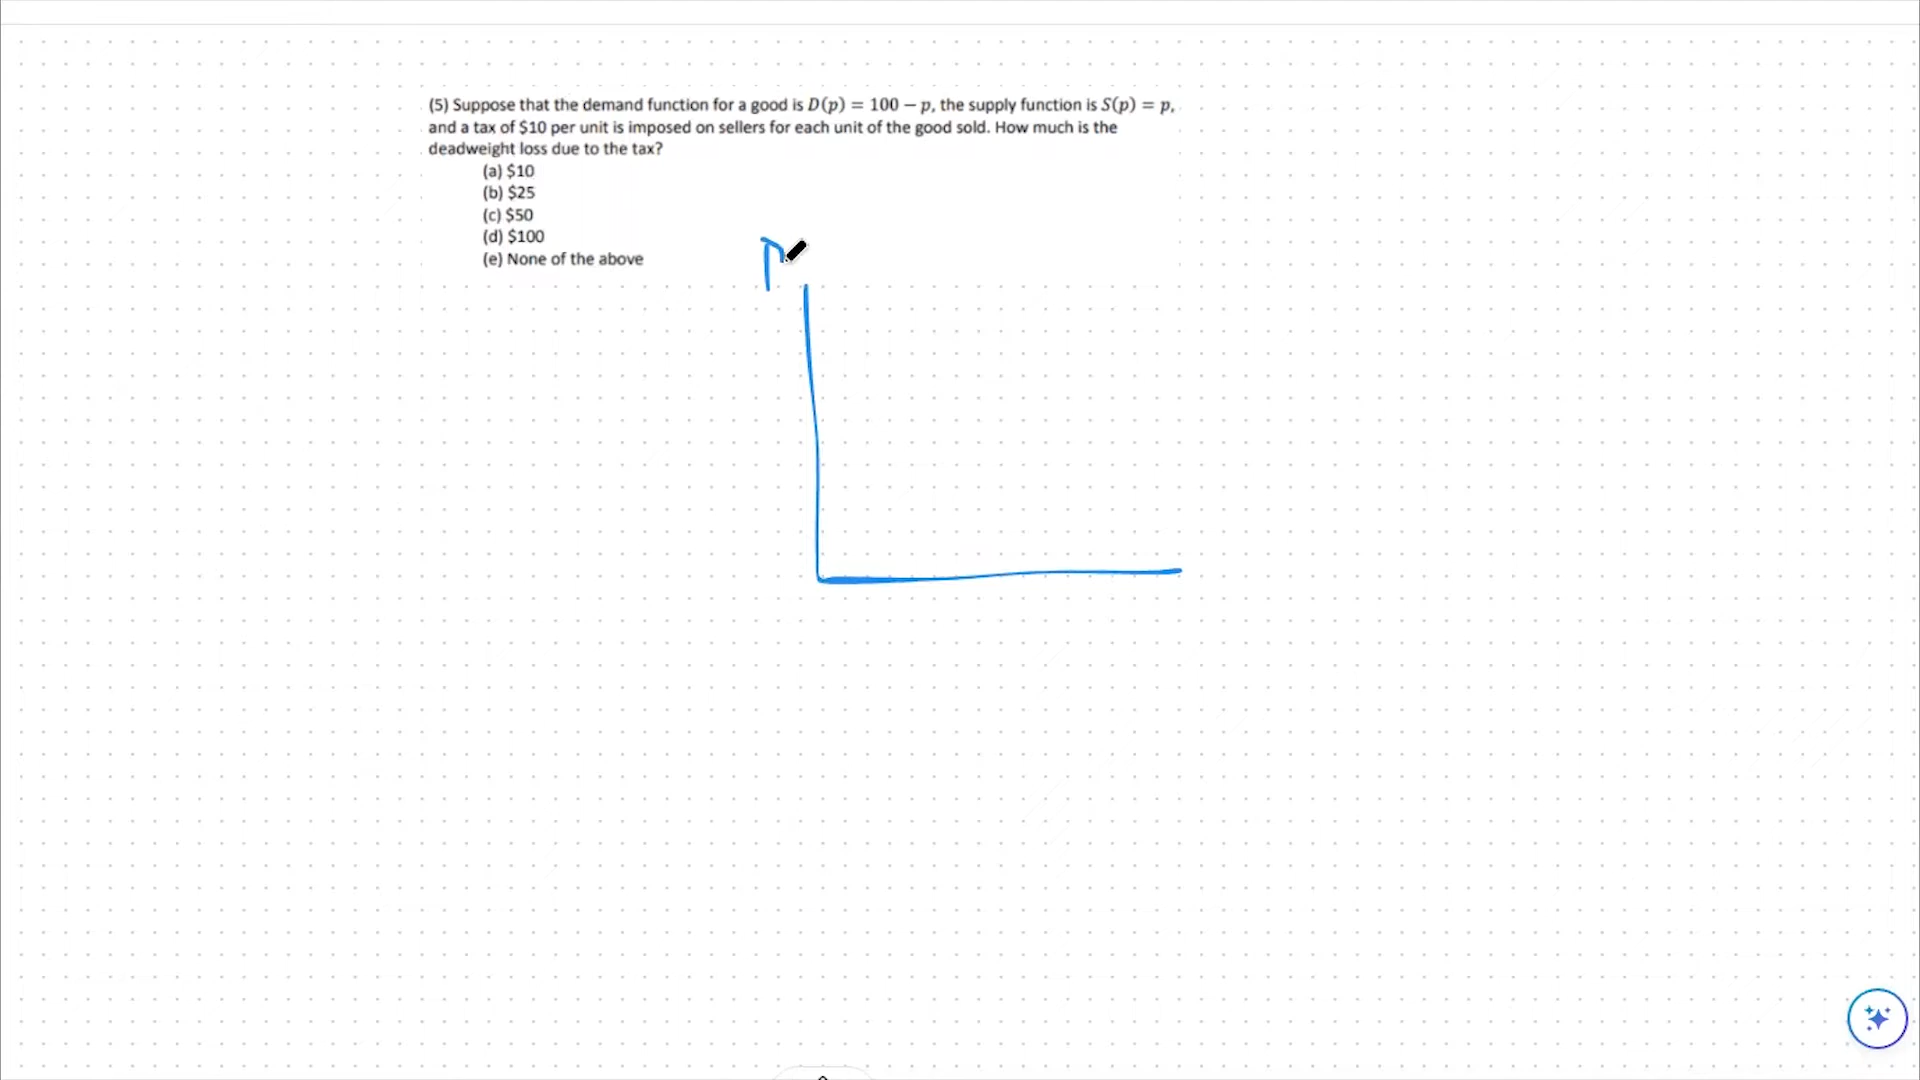 (5) Suppose that the demand function for a good is D(p) = 100 − p, the supply function is S(p) = p,
and a tax of $10 per unit is imposed on sellers for each unit of the good sold. How much is the
deadweight loss due to the tax?
(a) $10
(b) $25
(c) $50
(d) $100
(e) None of the above